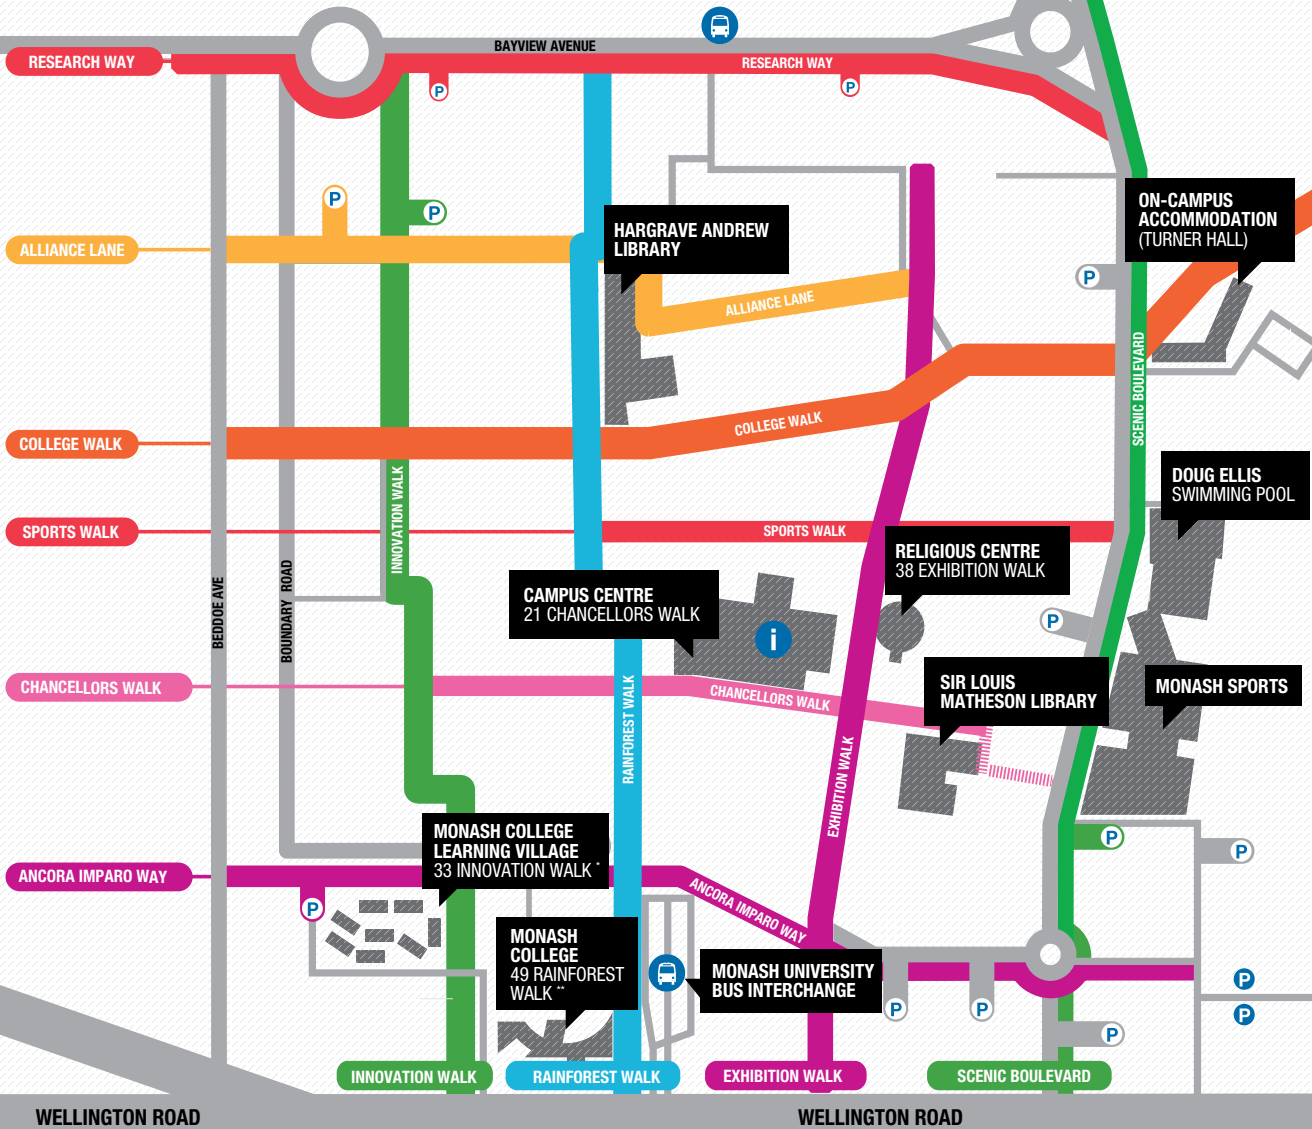 BAYVIEW AVENUE
RESEARCH WAY
RESEARCH WAY
P
P
P
P
ON-CAMPUS
ACCOMMODATION
(TURNER HALL)
HARGRAVE ANDREW
LIBRARY
ALLIANCE LANE
P
ALLIANCE LANE
SCENIC BOULEVARD
COLLEGE WALK
COLLEGE WALK
DOUG ELLIS
SWIMMING POOL
INNOVATION WALK
SPORTS WALK
SPORTS WALK
RELIGIOUS CENTRE
38 EXHIBITION WALK
BEDDOE AVE
BOUNDARY ROAD
CAMPUS CENTRE
21 CHANCELLORS WALK
P
i
CHANCELLORS WALK
CHANCELLORS WALK
RAINFOREST WALK
SIR LOUIS
MATHESON LIBRARY
MONASH SPORTS
EXHIBITION WALK
MONASH COLLEGE
LEARNING VILLAGE
33 INNOVATION WALK *
P
P
ANCORA IMPARO WAY
ANCORA IMPARO WAY
P
MONASH
COLLEGE
49 RAINFOREST
WALK **
MONASH UNIVERSITY
BUS INTERCHANGE
P
P
P
P
P
INNOVATION WALK
RAINFOREST WALK
EXHIBITION WALK
SCENIC BOULEVARD
WELLINGTON ROAD
WELLINGTON ROAD